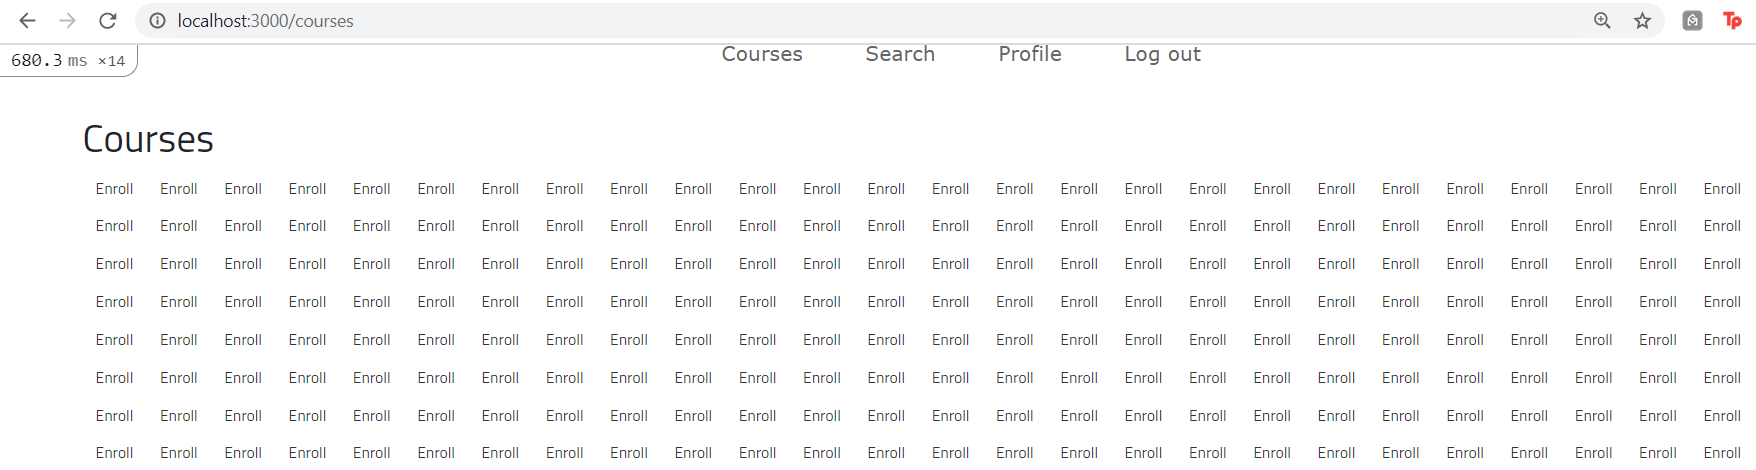 localhost:3000/courses
Tp
680.3 ms ×14
Courses Search Profile Log out
Courses
Enroll Enroll Enroll Enroll Enroll Enroll Enroll Enroll Enroll Enroll Enroll Enroll Enroll Enroll Enroll Enroll Enroll Enroll Enroll Enroll Enroll Enroll Enroll Enroll Enroll Enroll
Enroll Enroll Enroll Enroll Enroll Enroll Enroll Enroll Enroll Enroll Enroll Enroll Enroll Enroll Enroll Enroll Enroll Enroll Enroll Enroll Enroll Enroll Enroll Enroll Enroll Enroll
Enroll Enroll Enroll Enroll Enroll Enroll Enroll Enroll Enroll Enroll Enroll Enroll Enroll Enroll Enroll Enroll Enroll Enroll Enroll Enroll Enroll Enroll Enroll Enroll Enroll Enroll
Enroll Enroll Enroll Enroll Enroll Enroll Enroll Enroll Enroll Enroll Enroll Enroll Enroll Enroll Enroll Enroll Enroll Enroll Enroll Enroll Enroll Enroll Enroll Enroll Enroll Enroll
Enroll Enroll Enroll Enroll Enroll Enroll Enroll Enroll Enroll Enroll Enroll Enroll Enroll Enroll Enroll Enroll Enroll Enroll Enroll Enroll Enroll Enroll Enroll Enroll Enroll Enroll
Enroll Enroll Enroll Enroll Enroll Enroll Enroll Enroll Enroll Enroll Enroll Enroll Enroll Enroll Enroll Enroll Enroll Enroll Enroll Enroll Enroll Enroll Enroll Enroll Enroll Enroll
Enroll Enroll Enroll Enroll Enroll Enroll Enroll Enroll Enroll Enroll Enroll Enroll Enroll Enroll Enroll Enroll Enroll Enroll Enroll Enroll Enroll Enroll Enroll Enroll Enroll Enroll
Enroll Enroll Enroll Enroll Enroll Enroll Enroll Enroll Enroll Enroll Enroll Enroll Enroll Enroll Enroll Enroll Enroll Enroll Enroll Enroll Enroll Enroll Enroll Enroll Enroll Enroll